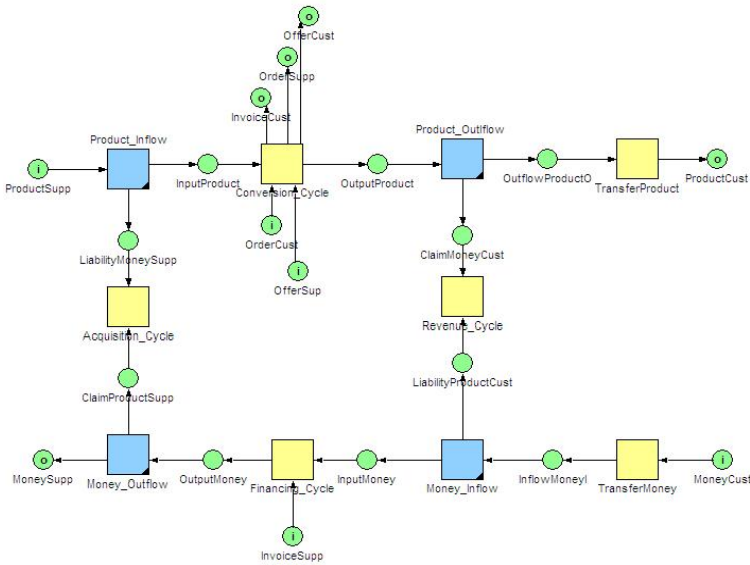 o
OfferCust
o
OrderSupp
o
InvoiceCust
Product_Inflow
Product_Outlflow
i
o
ProductSupp
InputProduct
Conversion_Cycle
OutputProduct
OutflowProductO
TransferProduct
ProductCust
i
OrderCust
LiabilityMoneySupp
ClaimMoneyCust
i
OfferSup
Acquisition_Cycle
Revenue_Cycle
ClaimProductSupp
LiabilityProductCust
o
i
MoneySupp
Money_Outflow
OutputMoney
Financing_Cycle
InputMoney
Money_Inflow
InflowMoneyI
TransferMoney
MoneyCust
i
InvoiceSupp